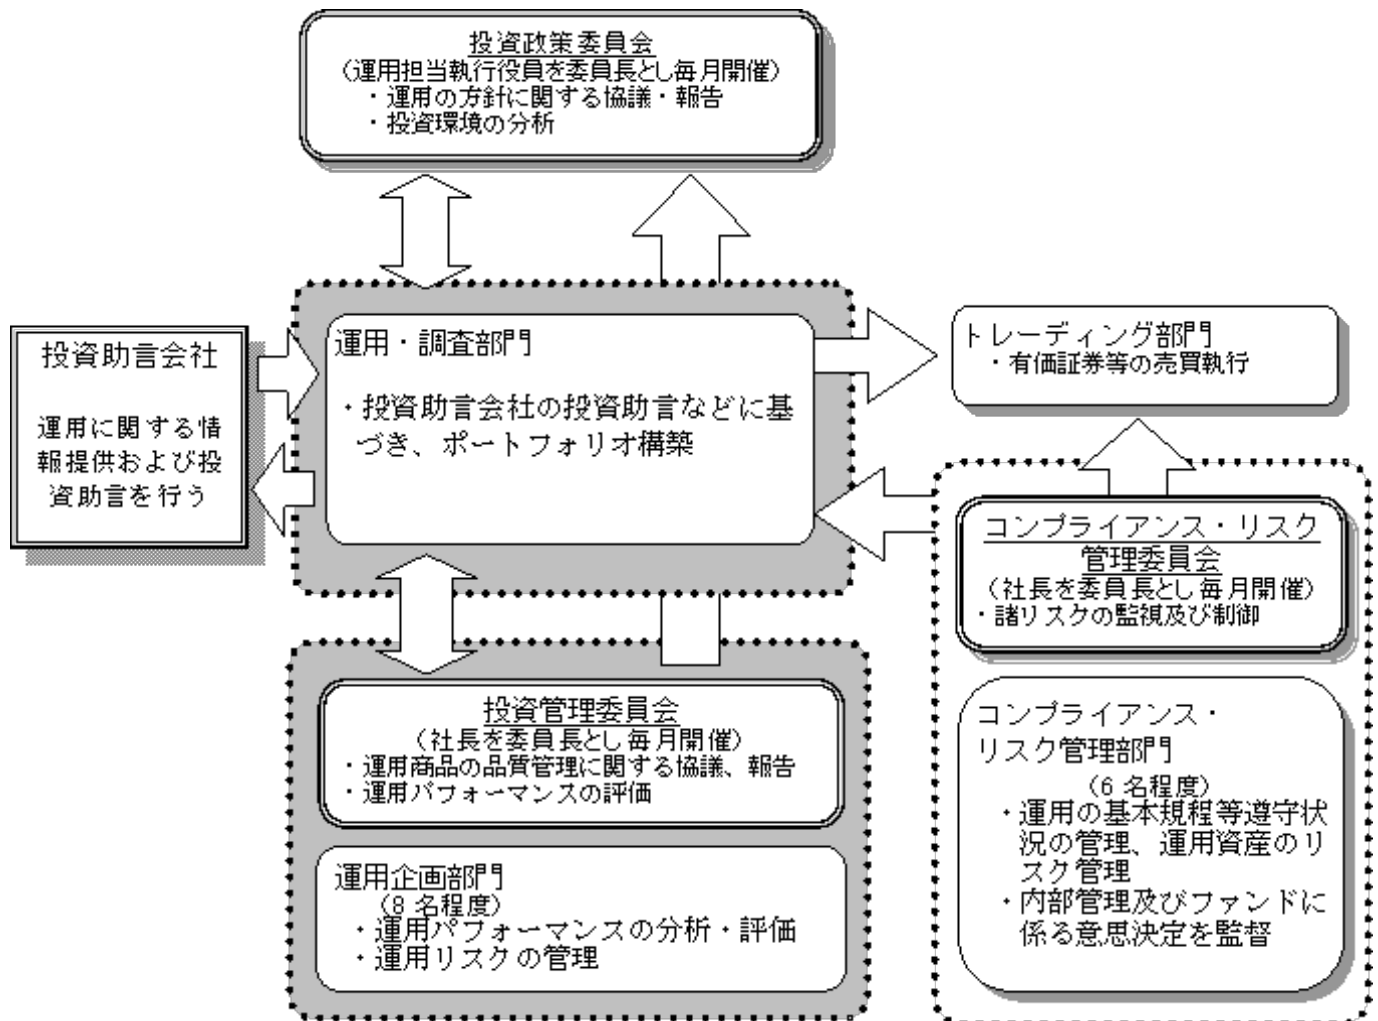 投資政策委員会
(運用担当執行役員を委員長とし毎月開催)
・運用の方針に関する協議・報告
・投資環境の分析
投資助言会社
運用に関する情
報提供および投
資助言を行う
運用・調査部門
・投資助言会社の投資助言などに基
づき、ポートフォリオ構築
トレーディング部門
・有価証券等の売買執行
コンプライアンス・リスク
管理委員会
(社長を委員長とし毎月開催)
・諸リスクの監視及び制御
投資管理委員会
(社長を委員長とし毎月開催)
・運用商品の品質管理に関する協議、報告
・運用パフォーマンスの評価
運用企画部門
(8 名程度)
・運用パフォーマンスの分析・評価
・運用リスクの管理
コンプライアンス・
リスク管理部門
(6 名程度)
・運用の基本規程等遵守状
況の管理、運用資産のリ
スク管理
・内部管理及びファンドに
係る意思決定を監督